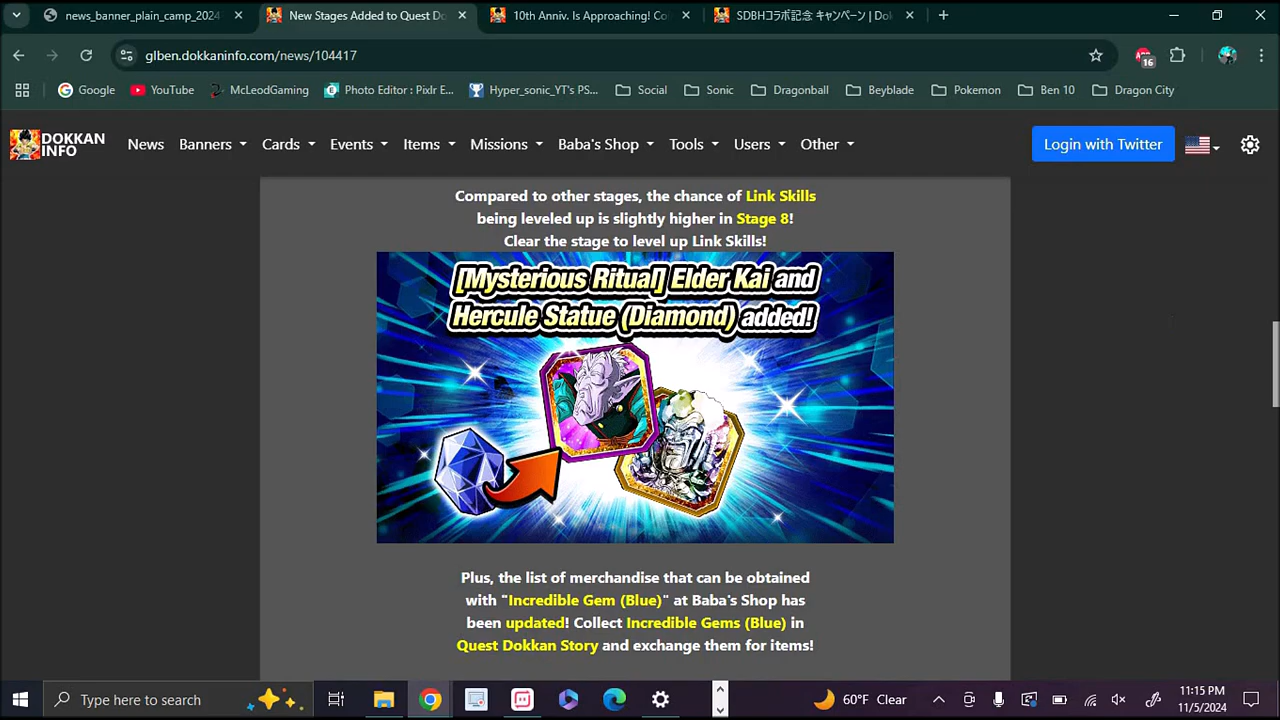 news_banner_plain_camp_2024
New Stages Added to Quest Do
10th Anniv. Is Approaching! Co
SDBHコラボ記念 キャンペーン | Do
glben.dokkaninfo.com/news/104417
16
Google
YouTube
McLeodGaming
Photo Editor : Pixlr E...
Hyper_sonic_YT's PS...
Social
Sonic
Dragonball
Beyblade
Pokemon
Ben 10
Dragon City
DOKKAN
INFO
News
Banners
Cards
Events
Items
Missions
Baba's Shop
Tools
Users
Other
Login with Twitter
Compared to other stages, the chance of Link Skills
being leveled up is slightly higher in Stage 8!
Clear the stage to level up Link Skills!
[Mysterious Ritual] Elder Kai and
Hercule Statue (Diamond) added!
Plus, the list of merchandise that can be obtained
with "Incredible Gem (Blue)" at Baba's Shop has
been updated! Collect Incredible Gems (Blue) in
Quest Dokkan Story and exchange them for items!
Type here to search
60°F Clear
11:15 PM
11/5/2024